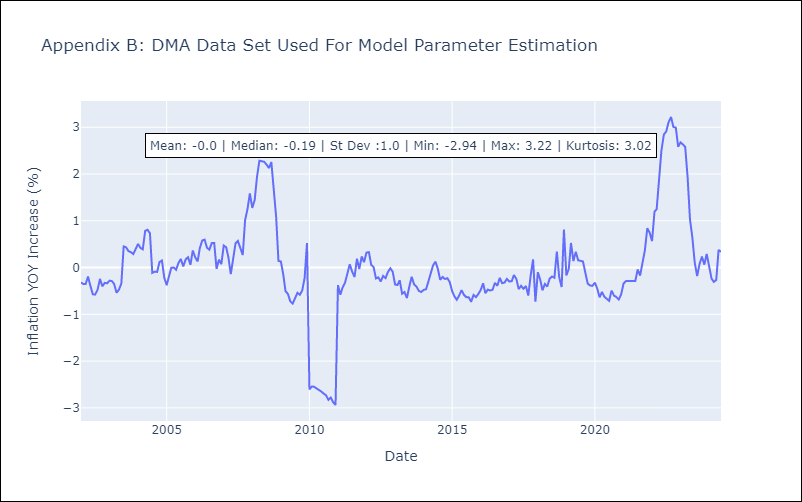 Appendix B: DMA Data Set Used For Model Parameter Estimation
Mean: -0.0 | Median: -0.19 | St Dev :1.0 | Min: -2.94 | Max: 3.22 | Kurtosis: 3.02
Inflation YOY Increase (%)
3
2
1
0
−1
−2
−3
2005
2010
2015
2020
Date